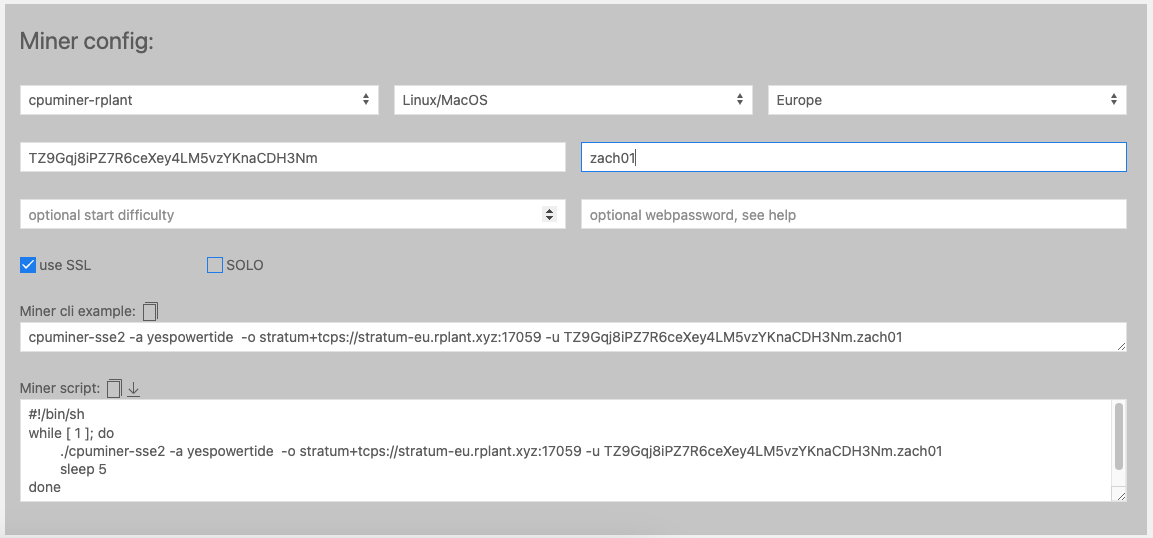 Miner config:
cpuminer-rplant
Linux/MacOS
Europe
TZ9Gqj8iPZ7R6ceXey4LM5vzYKnaCDH3Nm
zach01
optional start difficulty
optional webpassword, see help
use SSL
SOLO
Miner cli example:
cpuminer-sse2 -a yespowertide  -o stratum+tcps://stratum-eu.rplant.xyz:17059 -u TZ9Gqj8iPZ7R6ceXey4LM5vzYKnaCDH3Nm.zach01
Miner script:
#!/bin/sh
while [ 1 ]; do
./cpuminer-sse2 -a yespowertide  -o stratum+tcps://stratum-eu.rplant.xyz:17059 -u TZ9Gqj8iPZ7R6ceXey4LM5vzYKnaCDH3Nm.zach01
sleep 5
done